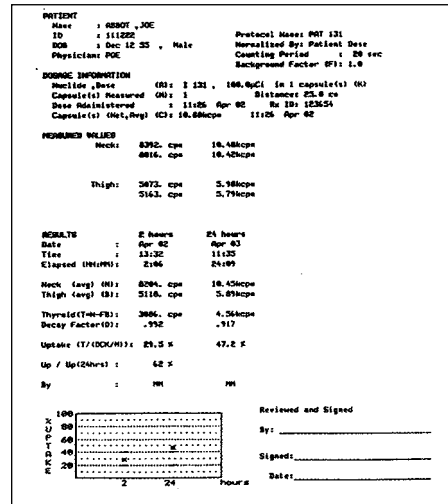 PATIENT
Name : ABBOT ,JOE
ID : 111222 Protocol Name: PAT 131
DOB : Dec 12 55 , Male Normalized By: Patient Dose
Physician: POE Counting Period : 20 sec
Background Factor (F): 1.0
DOSAGE INFORMATION
Nuclide ,Dose (A): I 131 , 100.0µCi in 1 capsule(s) (K)
Capsule(s) Measured (M): 1 Distance: 25.0 cm
Dose Administered : 11:26 Apr 02 Rx ID: 123654
Capsule(s) (Net,Avg) (C): 10.60kcpm 11:26 Apr 02
MEASURED VALUES
Neck: 8392. cpm 10.48kcpm
8016. cpm 10.42kcpm
Thigh: 5073. cpm 5.98kcpm
5163. cpm 5.79kcpm
RESULTS 2 hours 24 hours
Date : Apr 02 Apr 03
Time : 13:32 11:35
Elapsed (HH:MM): 2:06 24:09
Neck (avg) (N): 8204. cpm 10.45kcpm
Thigh (avg) (B): 5118. cpm 5.89kcpm
Thyroid(T=N-FB): 3086. cpm 4.56kcpm
Decay Factor(D): .992 .917
Uptake (T/(DCK/M)): 29.5 % 47.2 %
Up / Up(24hrs) : 62 %
By : MM MM
Reviewed and Signed
By:
Signed:
Date:
% UPTAKE
100
80
60
40
20
2 24 hours